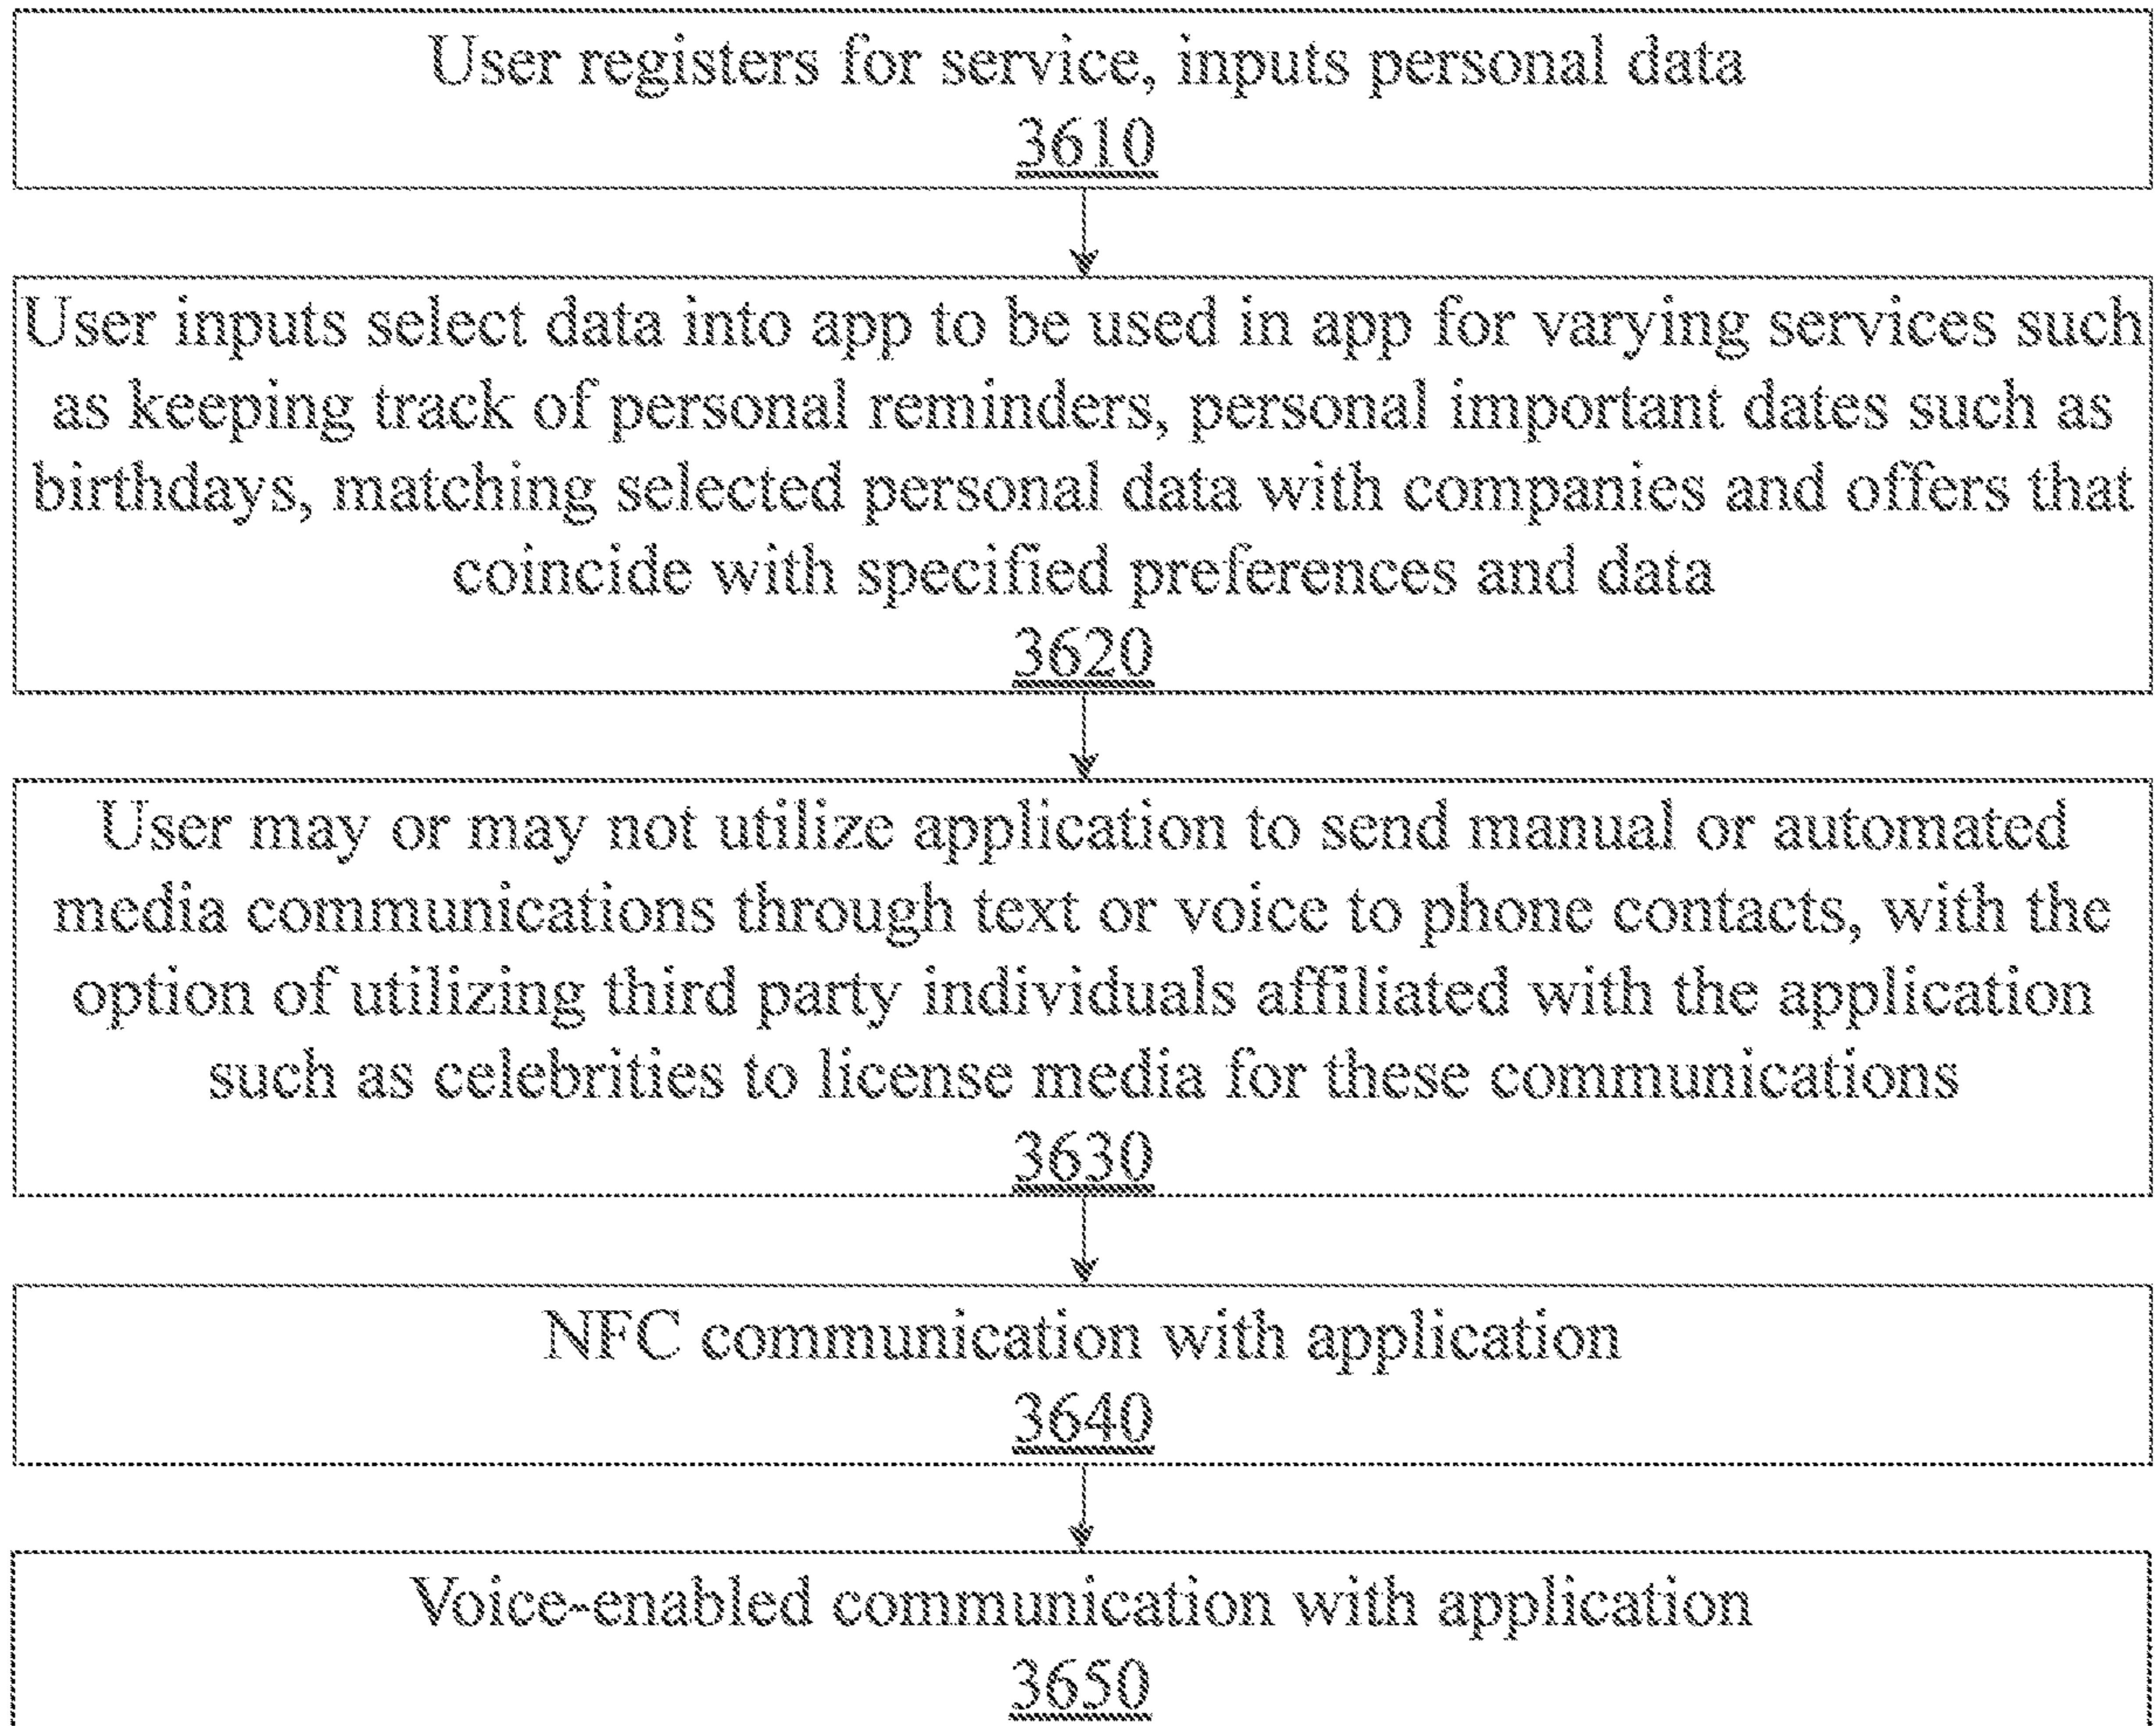 User registers for service, inputs personal data
3610
User inputs select data into app to be used in app for varying services such
as keeping track of personal reminders, personal important dates such as
birthdays, matching selected personal data with companies and offers that
coincide with specified preferences and data
3620
User may or may not utilize application to send manual or automated
media communications through text or voice to phone contacts, with the
option of utilizing third party individuals affiliated with the application
such as celebrities to license media for these communications
3630
NFC communication with application
3640
Voice-enabled communication with application
3650